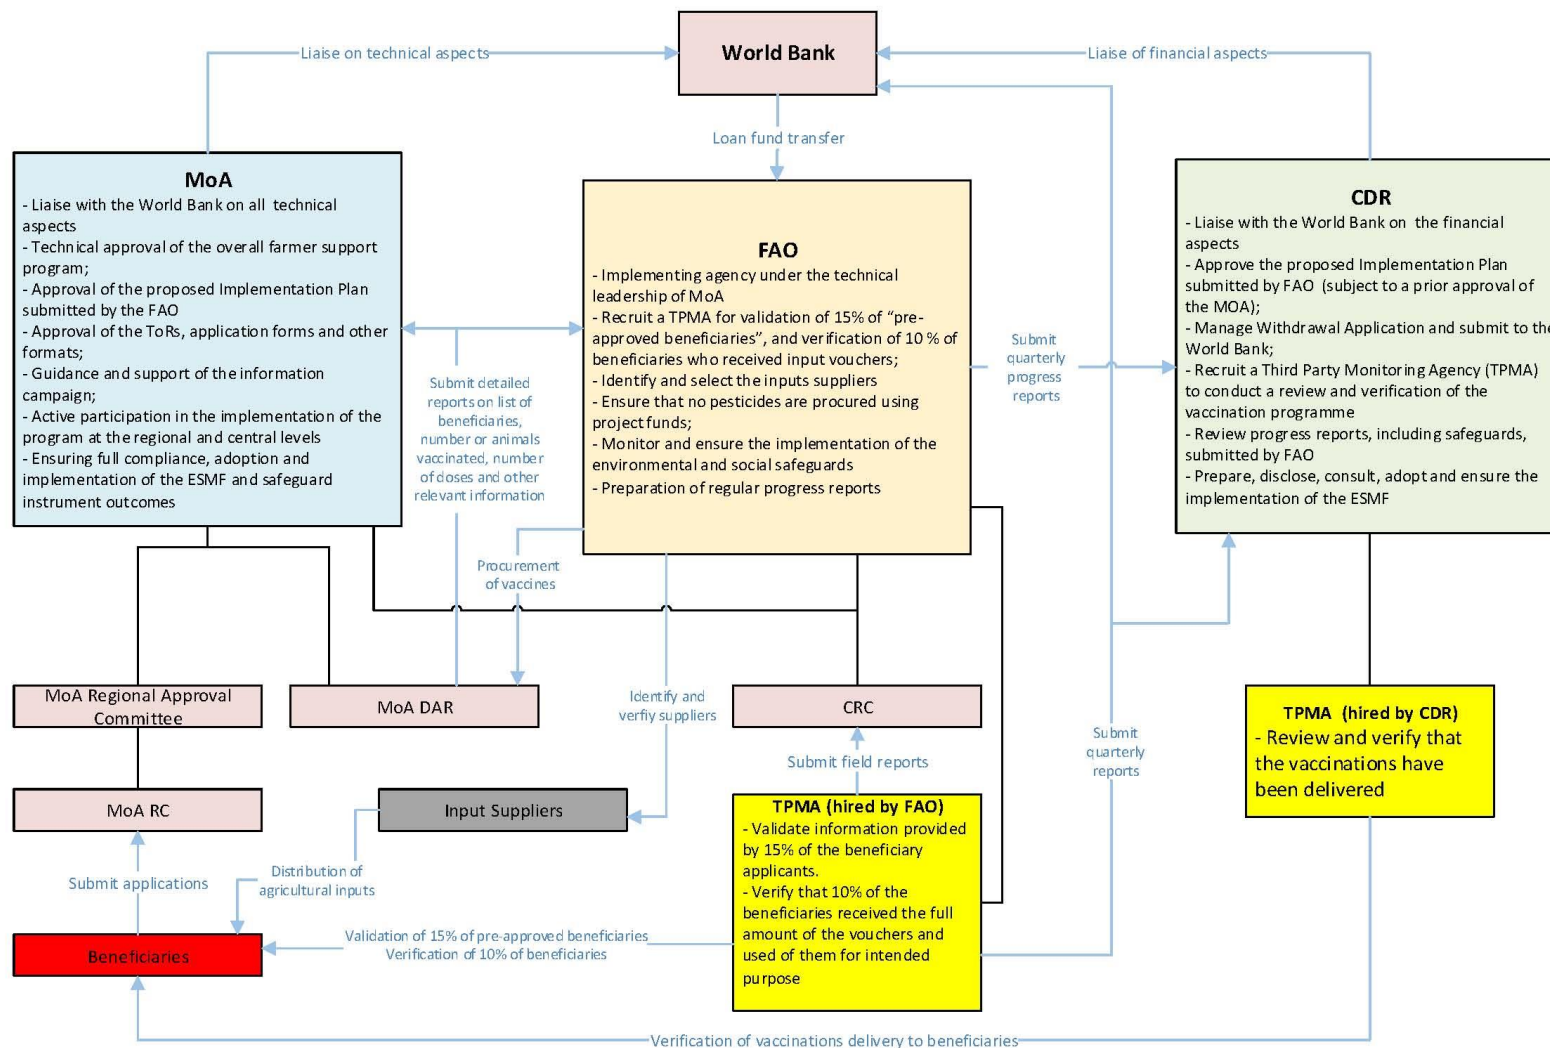 World Bank
Liaise on technical aspects
Liaise of financial aspects
Loan fund transfer
MoA
- Liaise with the World Bank on all technical
aspects
- Technical approval of the overall farmer support
program;
- Approval of the proposed Implementation Plan
submitted by the FAO
- Approval of the ToRs, application forms and other
formats;
- Guidance and support of the information
campaign;
- Active participation in the implementation of the
program at the regional and central levels
- Ensuring full compliance, adoption and
implementation of the ESMF and safeguard
instrument outcomes
Submit detailed
reports on list of
beneficiaries,
number or animals
vaccinated, number
of doses and other
relevant information
FAO
- Implementing agency under the technical
leadership of MoA
- Recruit a TPMA for validation of 15% of “pre-
approved beneficiaries”, and verification of 10 % of
beneficiaries who received input vouchers;
- Identify and select the inputs suppliers
- Ensure that no pesticides are procured using
project funds;
- Monitor and ensure the implementation of the
environmental and social safeguards
- Preparation of regular progress reports
Submit
quarterly
progress
reports
CDR
- Liaise with the World Bank on the financial
aspects
- Approve the proposed Implementation Plan
submitted by FAO (subject to a prior approval of
the MOA);
- Manage Withdrawal Application and submit to the
World Bank;
- Recruit a Third Party Monitoring Agency (TPMA)
to conduct a review and verification of the
vaccination programme
- Review progress reports, including safeguards,
submitted by FAO
- Prepare, disclose, consult, adopt and ensure the
implementation of the ESMF
Procurement
of vaccines
MoA Regional Approval
Committee
MoA DAR
Identify and
verfiy suppliers
CRC
Submit field reports
Submit
quarterly
reports
TPMA (hired by CDR)
- Review and verify that
the vaccinations have
been delivered
MoA RC
Input Suppliers
TPMA (hired by FAO)
- Validate information provided
by 15% of the beneficiary
applicants.
- Verify that 10% of the
beneficiaries received the full
amount of the vouchers and
used of them for intended
purpose
Submit applications
Distribution of
agricultural inputs
Beneficiaries
Validation of 15% of pre-approved beneficiaries
Verification of 10% of beneficiaries
Verification of vaccinations delivery to beneficiaries